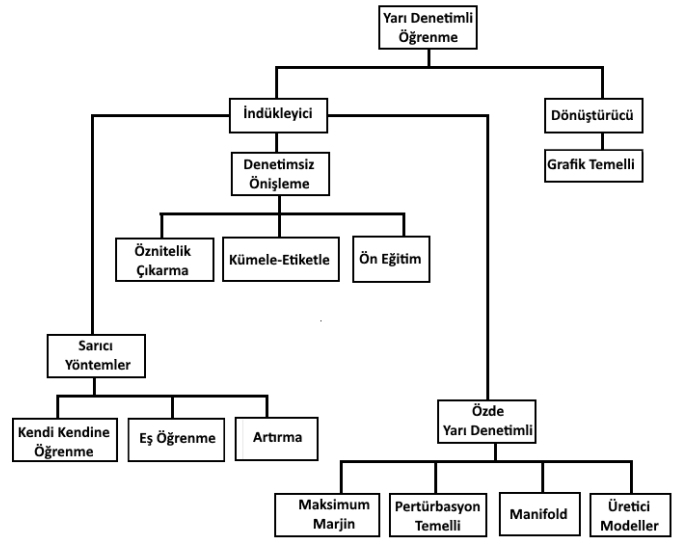 Yarı Denetimli
Öğrenme
İndükleyici
Dönüştürücü
Denetimsiz
Önişleme
Grafik Temelli
Öznitelik
Çıkarma
Kümele-Etiketle
Ön Eğitim
Sarıcı
Yöntemler
Kendi Kendine
Öğrenme
Eş Öğrenme
Artırma
Özde
Yarı Denetimli
Maksimum
Marjin
Pertürbasyon
Temelli
Manifold
Üretici
Modeller